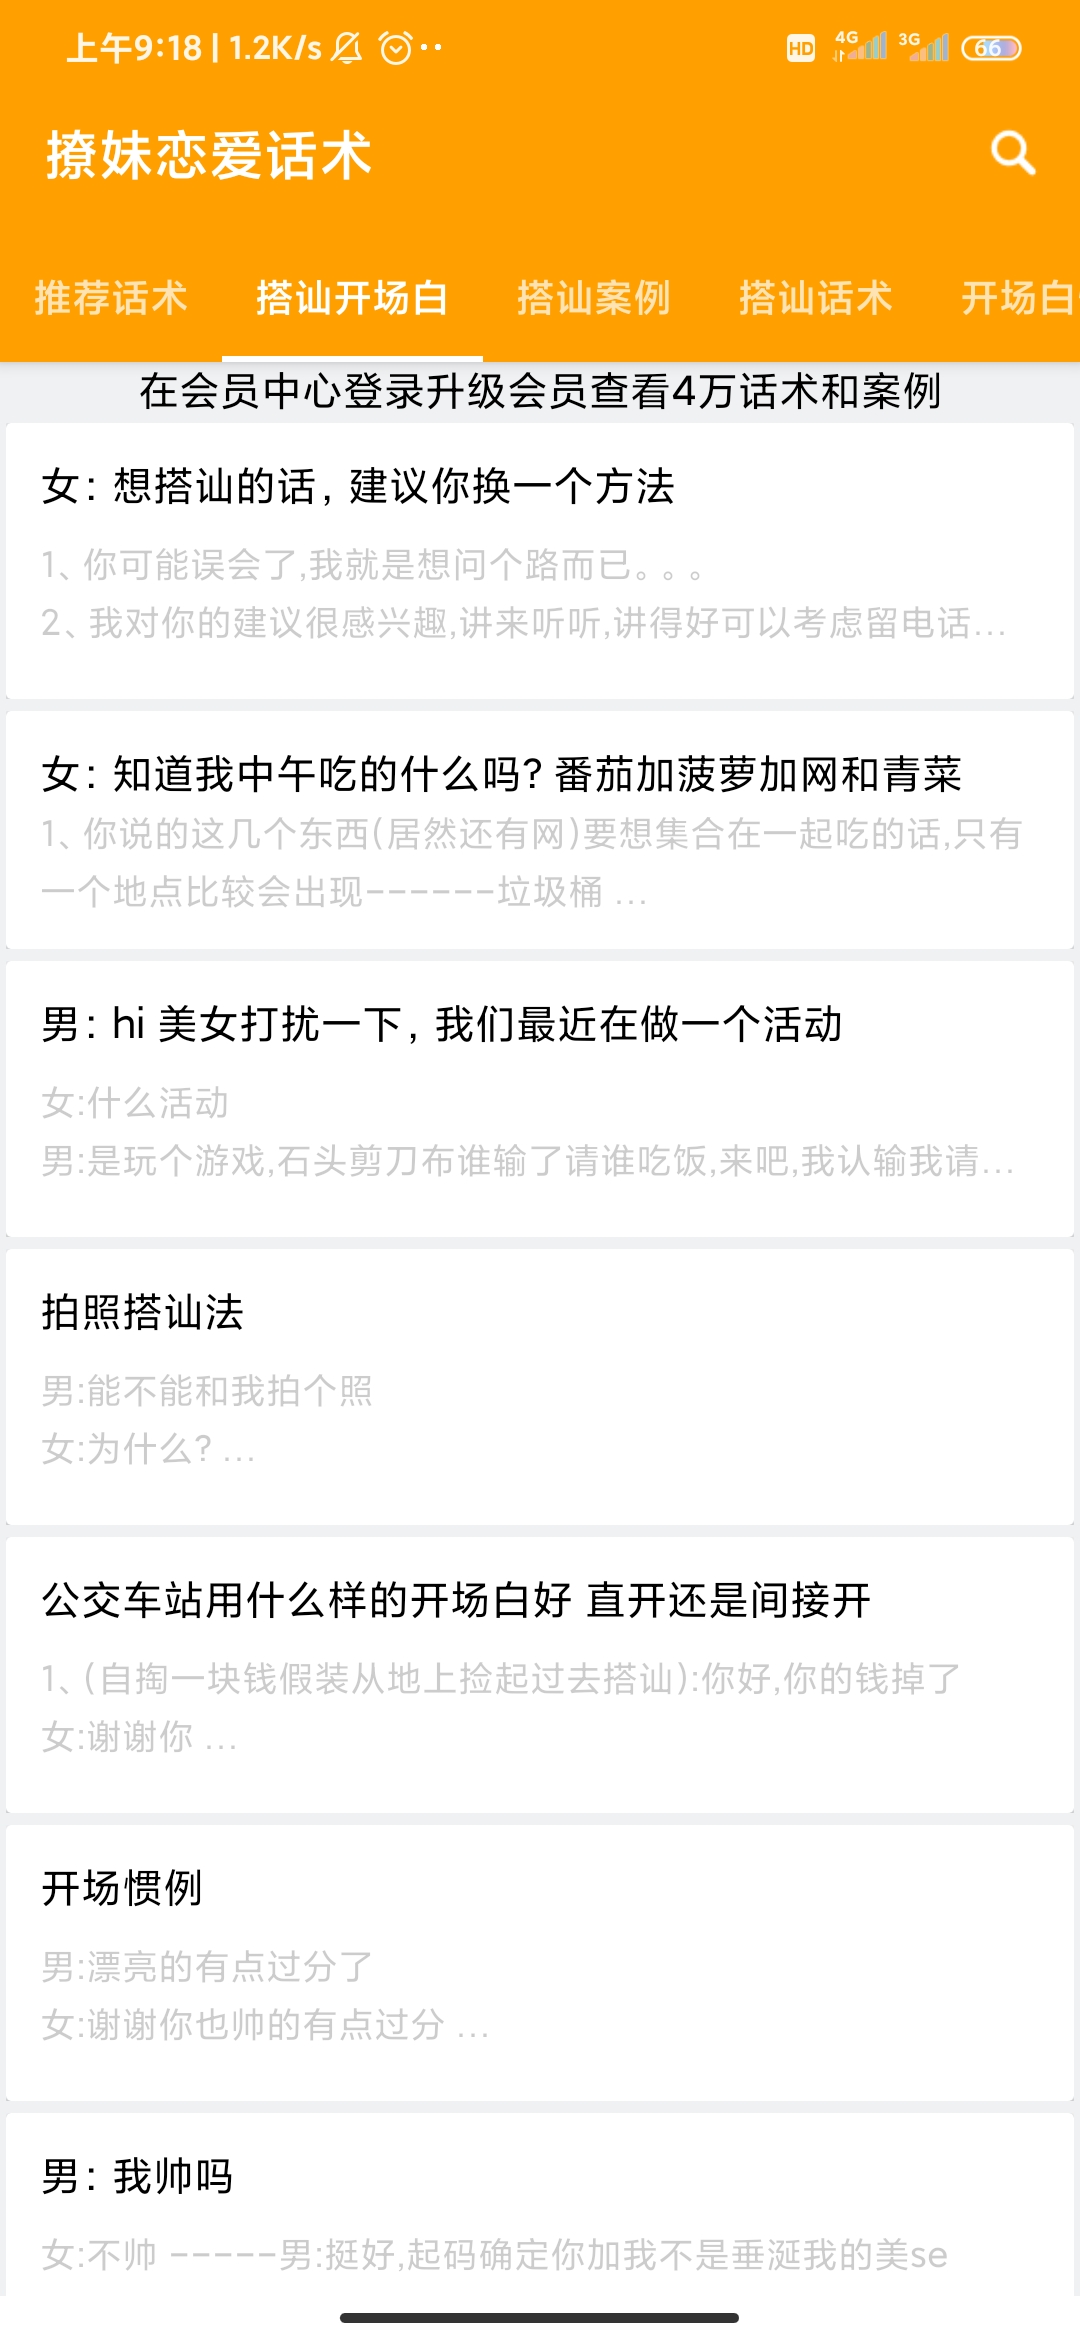 上午9:18 | 1.2K/s
HD 4G 3G 66
撩妹恋爱话术
推荐话术 搭讪开场白 搭讪案例 搭讪话术 开场白
在会员中心登录升级会员查看4万话术和案例
女：想搭讪的话，建议你换一个方法
1、你可能误会了,我就是想问个路而已。。。
2、我对你的建议很感兴趣,讲来听听,讲得好可以考虑留电话...
女：知道我中午吃的什么吗？番茄加菠萝加网和青菜
1、你说的这几个东西(居然还有网)要想集合在一起吃的话,只有
一个地点比较会出现------垃圾桶 ...
男：hi 美女打扰一下，我们最近在做一个活动
女:什么活动
男:是玩个游戏,石头剪刀布谁输了请谁吃饭,来吧,我认输我请...
拍照搭讪法
男:能不能和我拍个照
女:为什么? ...
公交车站用什么样的开场白好 直开还是间接开
1、(自掏一块钱假装从地上捡起过去搭讪):你好,你的钱掉了
女:谢谢你 ...
开场惯例
男:漂亮的有点过分了
女:谢谢你也帅的有点过分 ...
男：我帅吗
女:不帅 -----男:挺好,起码确定你加我不是垂涎我的美se